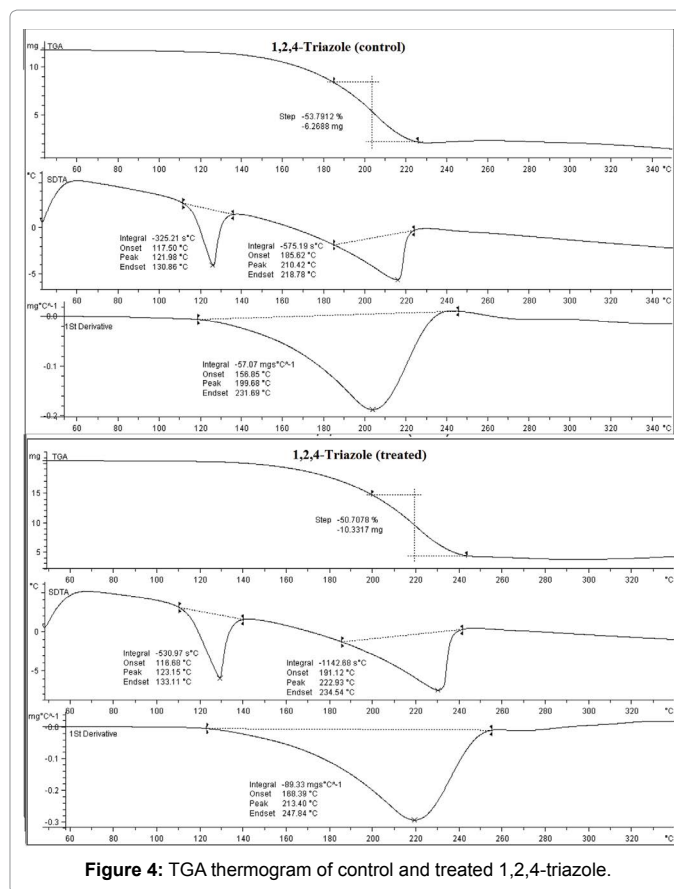 1,2,4-Triazole (control)
mg
TGA
10
5
Step -53.7912 %
-6.2688 mg
60 80 100 120 140 160 180 200 220 240 260 280 300 320 340 °C
°C
SDTA
0
-5
Integral -325.21 s°C
Onset 117.50 °C
Peak 121.98 °C
Endset 130.86 °C
Integral -575.19 s°C
Onset 185.62 °C
Peak 210.42 °C
Endset 218.78 °C
60 80 100 120 140 160 180 200 220 240 260 280 300 320 340 °C
mg°C^-1
-0.0
1St Derivative
-0.1
-0.2
Integral -57.07 mgs°C^-1
Onset 156.85 °C
Peak 199.68 °C
Endset 231.69 °C
60 80 100 120 140 160 180 200 220 240 260 280 300 320 340 °C
1,2,4-Triazole (treated)
mg
TGA
15
10
5
Step -50.7078 %
-10.3317 mg
60 80 100 120 140 160 180 200 220 240 260 280 300 320 °C
°C
SDTA
0
-5
Integral -530.97 s°C
Onset 116.68 °C
Peak 123.15 °C
Endset 133.11 °C
Integral -1142.68 s°C
Onset 191.12 °C
Peak 222.93 °C
Endset 234.54 °C
60 80 100 120 140 160 180 200 220 240 260 280 300 320 °C
mg°C^-1
-0.0
1St Derivative
-0.1
-0.2
-0.3
Integral -89.33 mgs°C^-1
Onset 168.39 °C
Peak 213.40 °C
Endset 247.84 °C
60 80 100 120 140 160 180 200 220 240 260 280 300 320 °C
Figure 4: TGA thermogram of control and treated 1,2,4-triazole.